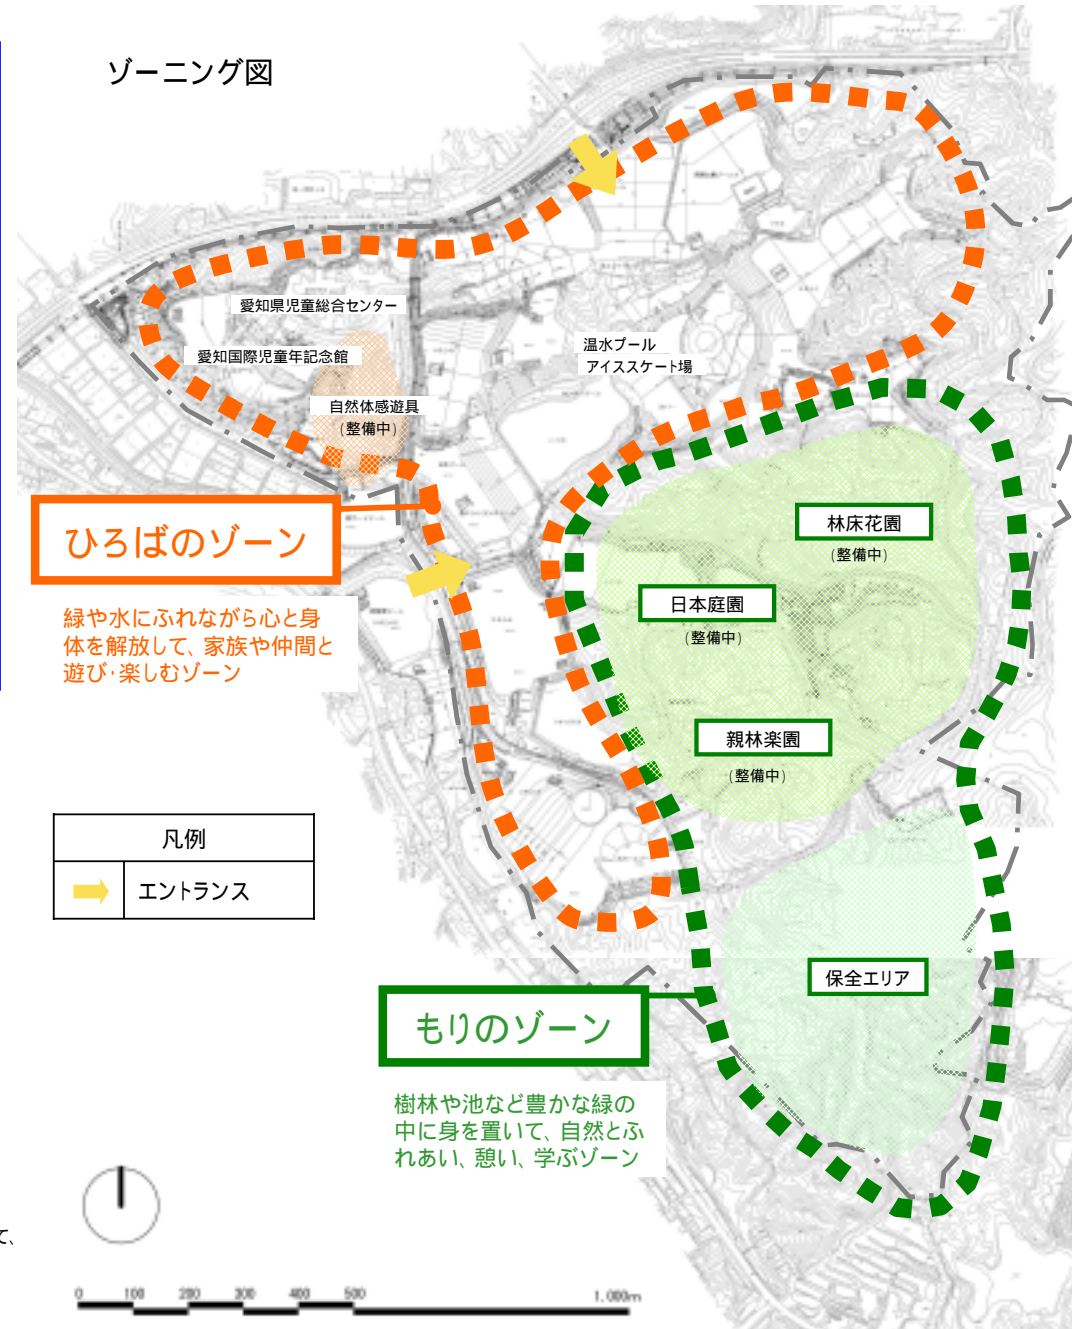 ゾーニング図
愛知県児童総合センター
愛知国際児童年記念館
自然体感遊具
(整備中)
温水プール
アイススケート場
ひろばのゾーン
緑や水にふれながら心と身
体を解放して、家族や仲間と
遊び・楽しむゾーン
林床花園
(整備中)
日本庭園
(整備中)
親林楽園
(整備中)
凡例
エントランス
保全エリア
もりのゾーン
樹林や池など豊かな緑の
中に身を置いて、自然とふ
れあい、憩い、学ぶゾーン
て、
0 100 200 300 400 500 1,000m